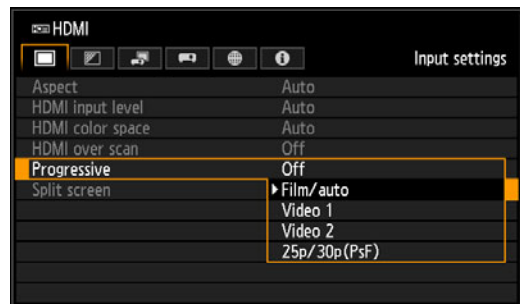 HDMI
Input settings
Aspect Auto
HDMI input level Auto
HDMI color space Auto
HDMI over scan Off
Progressive Off
Split screen Film/auto
Video 1
Video 2
25p/30p(PsF)